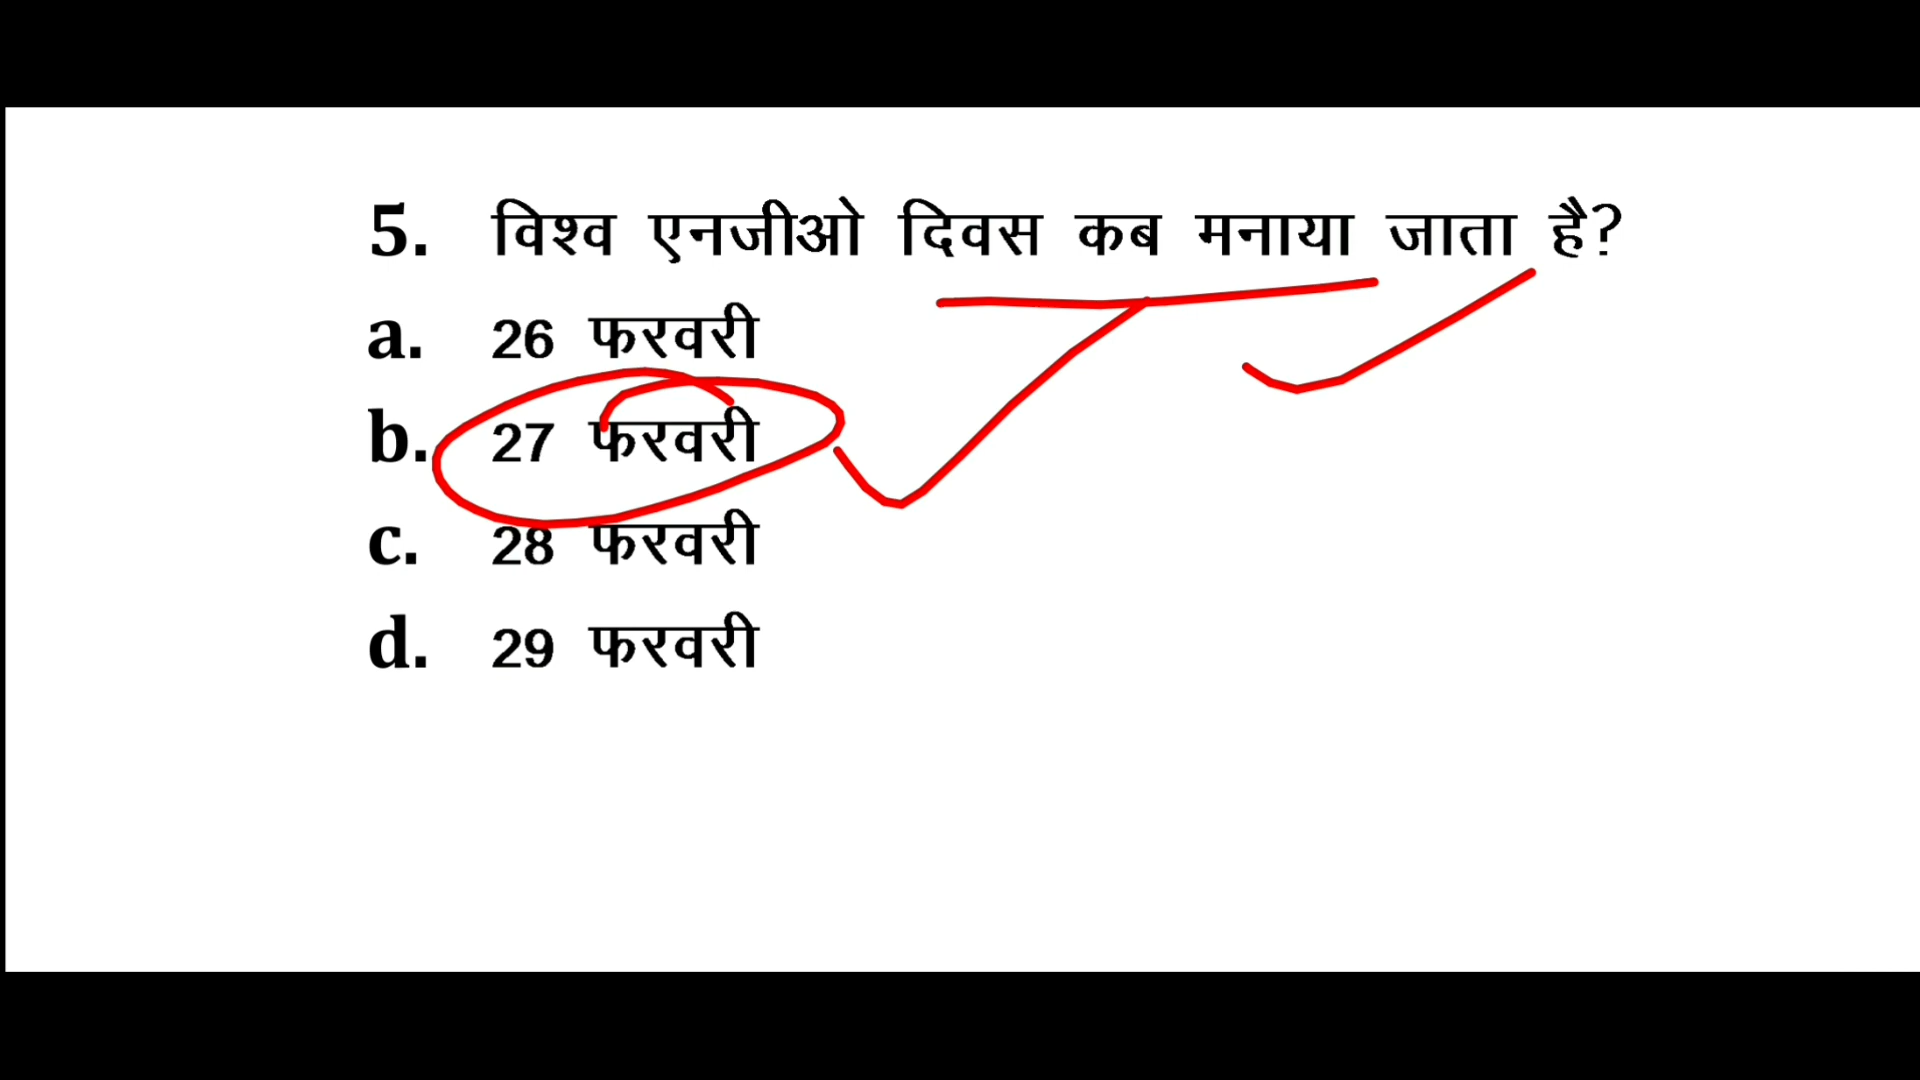 5. विश्व एनजीओ दिवस कब मनाया जाता है?
a. 26 फरवरी
b. 27 फरवरी
c. 28 फरवरी
d. 29 फरवरी